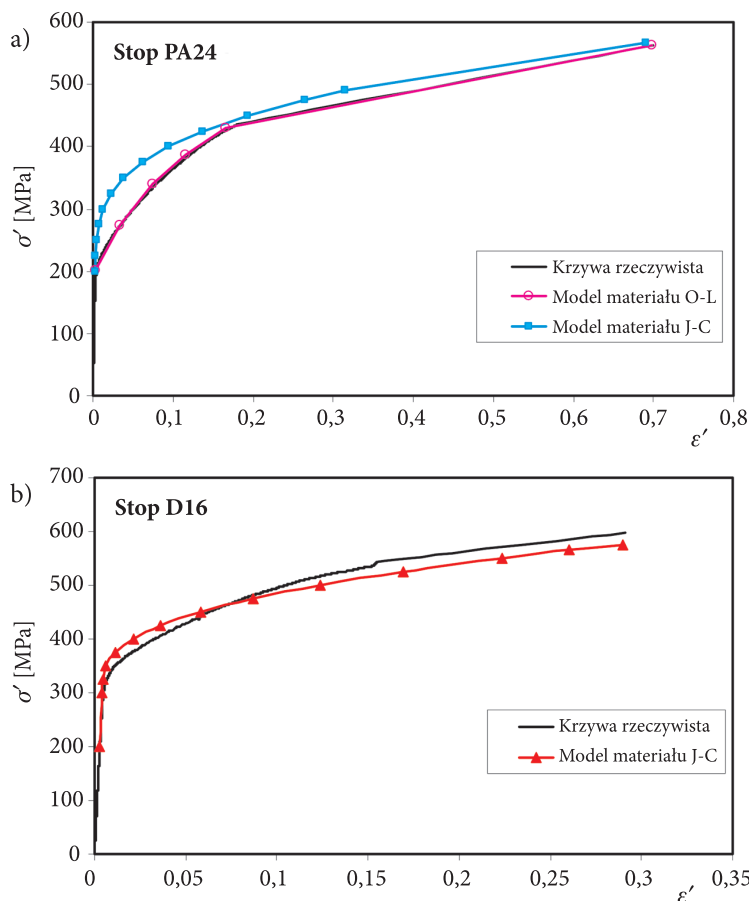 a)
Stop PA24
600
500
400
300
200
100
0
σ′ [MPa]
Krzywa rzeczywista
Model materiału O-L
Model materiału J-C
0 0,1 0,2 0,3 0,4 0,5 0,6 0,7 0,8
ε′
b)
Stop D16
700
600
500
400
300
200
100
0
σ′ [MPa]
Krzywa rzeczywista
Model materiału J-C
0 0,05 0,1 0,15 0,2 0,25 0,3 0,35
ε′